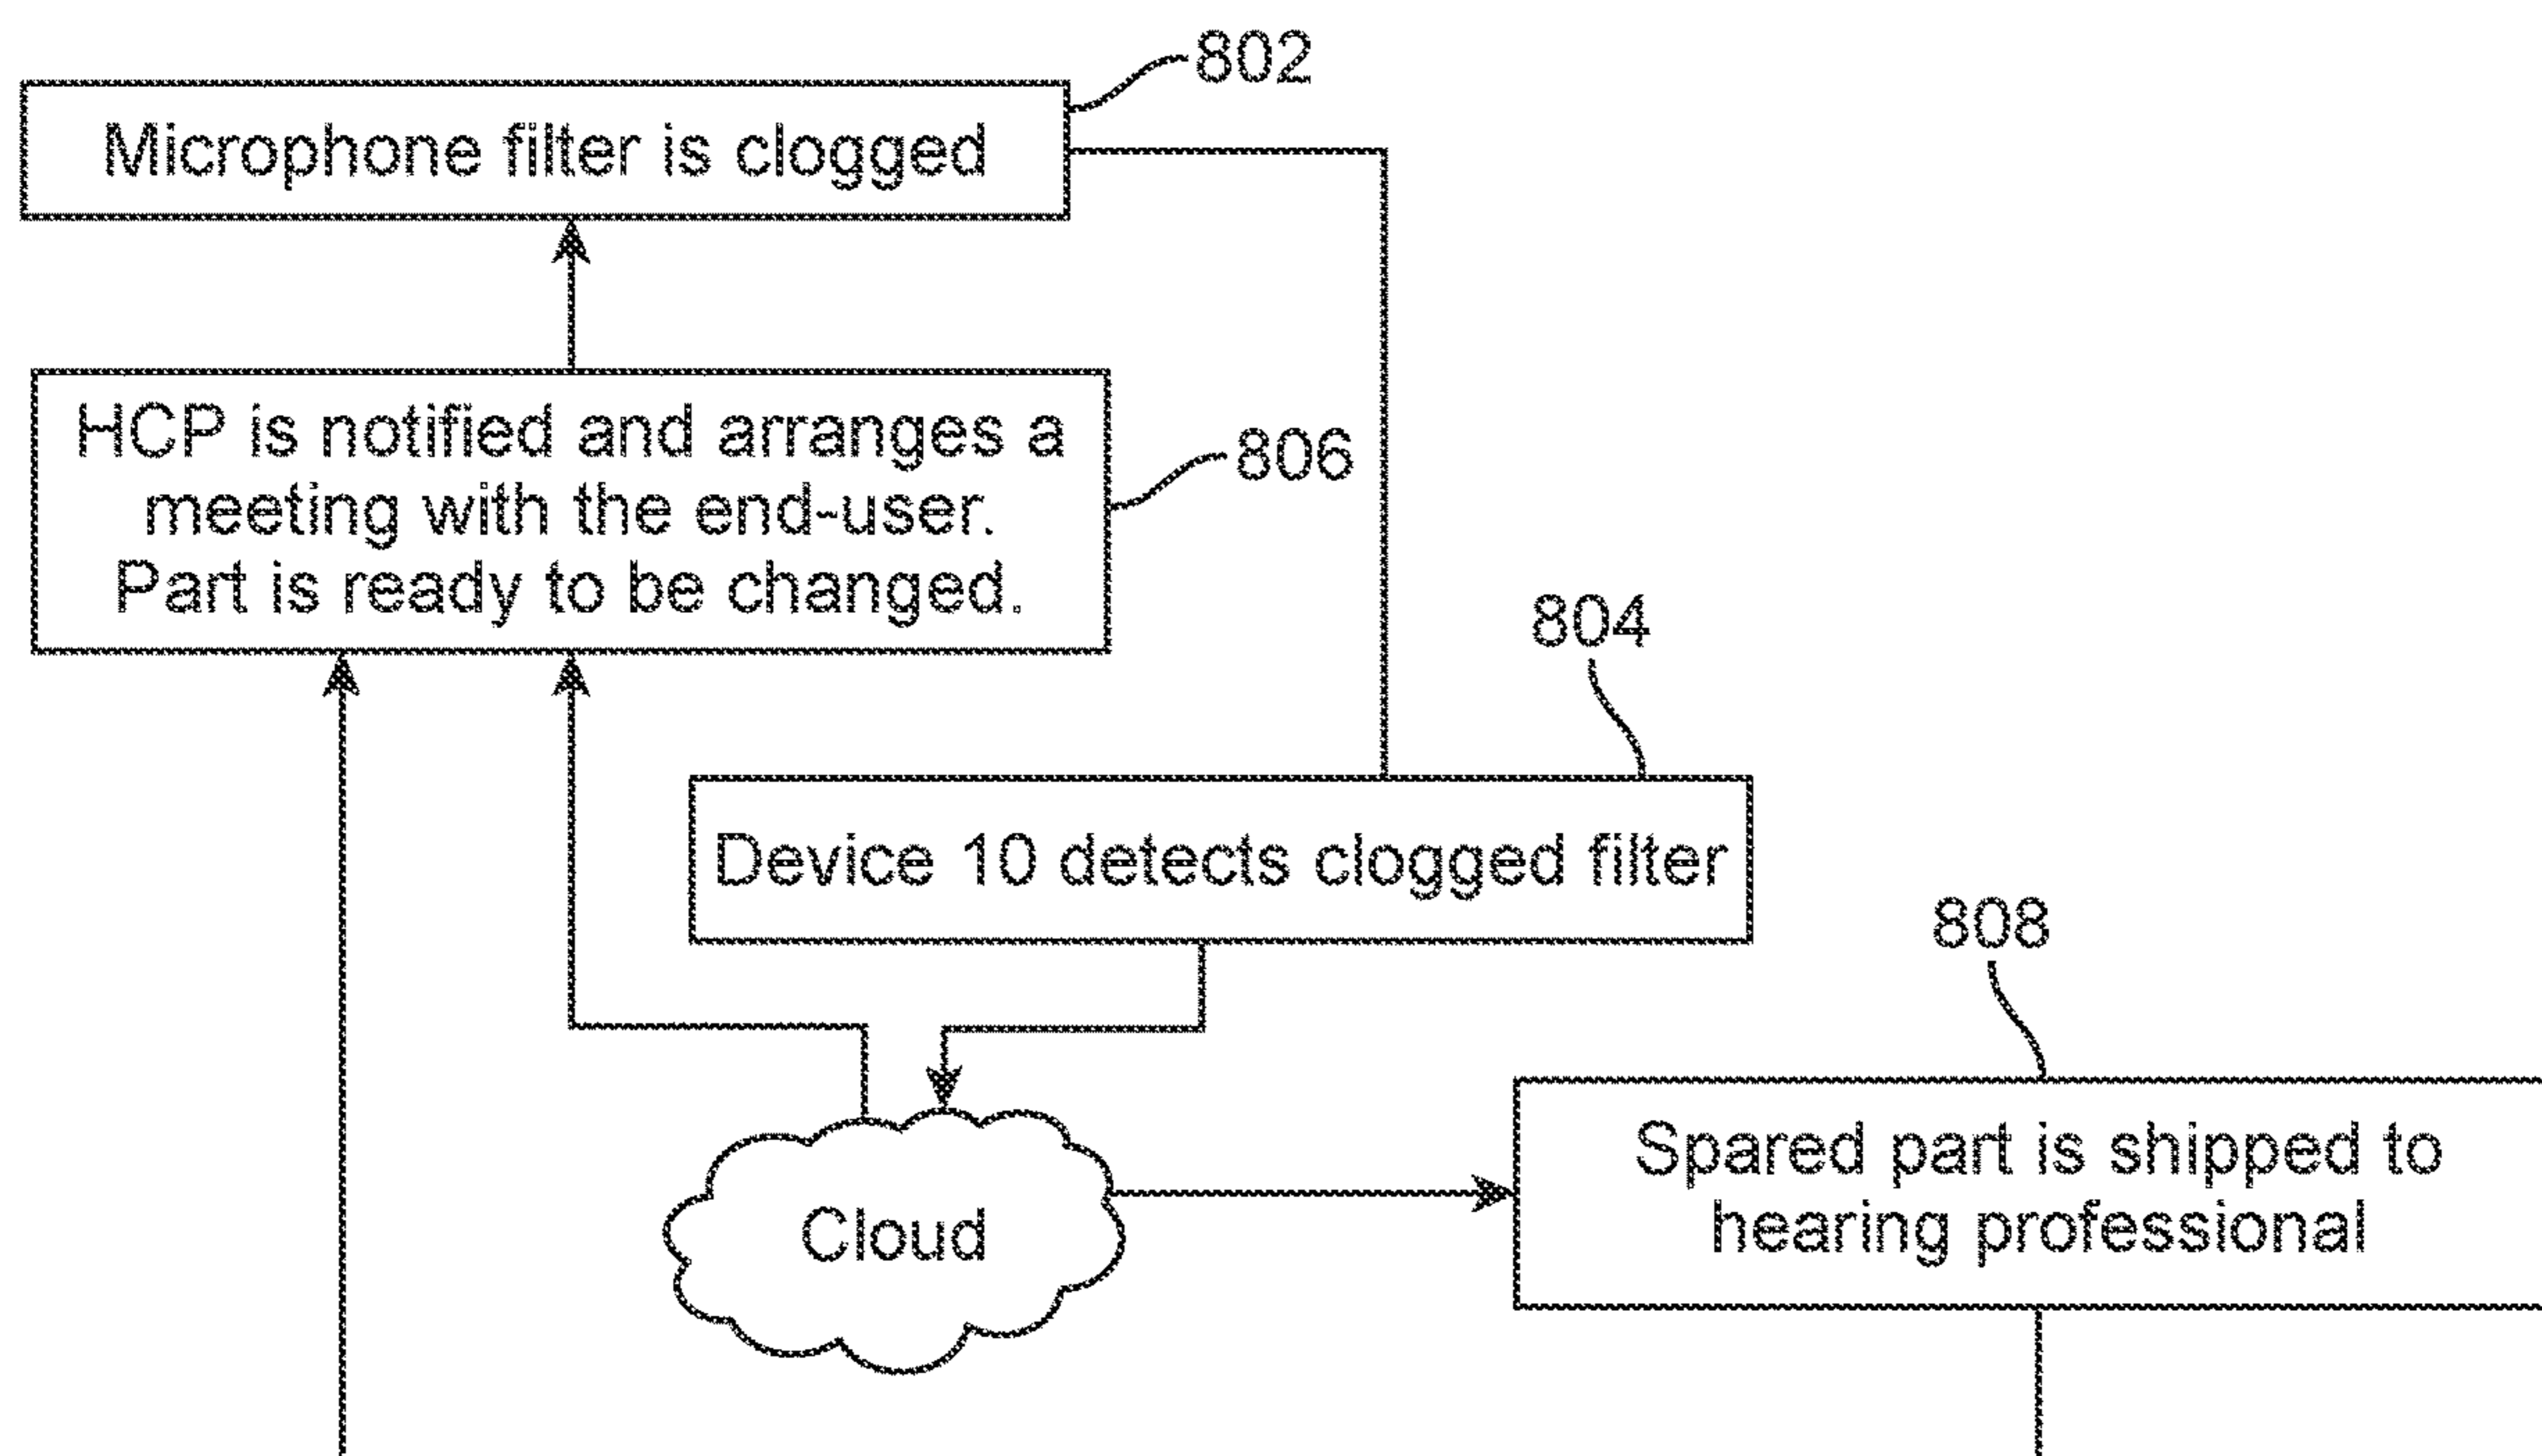 802
Microphone filter is clogged
HCP is notified and arranges a
meeting with the end-user.
Part is ready to be changed.
806
804
Device 10 detects clogged filter
808
Spared part is shipped to
hearing professional
Cloud